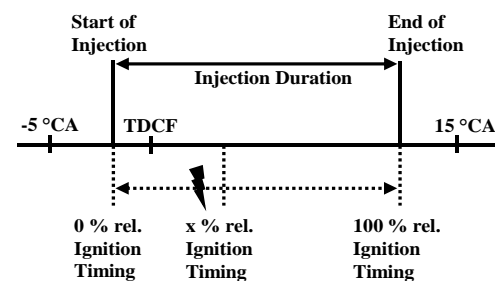 Start of
Injection
End of
Injection
Injection Duration
-5 °CA
TDCF
15 °CA
0 % rel.
Ignition
Timing
x % rel.
Ignition
Timing
100 % rel.
Ignition
Timing